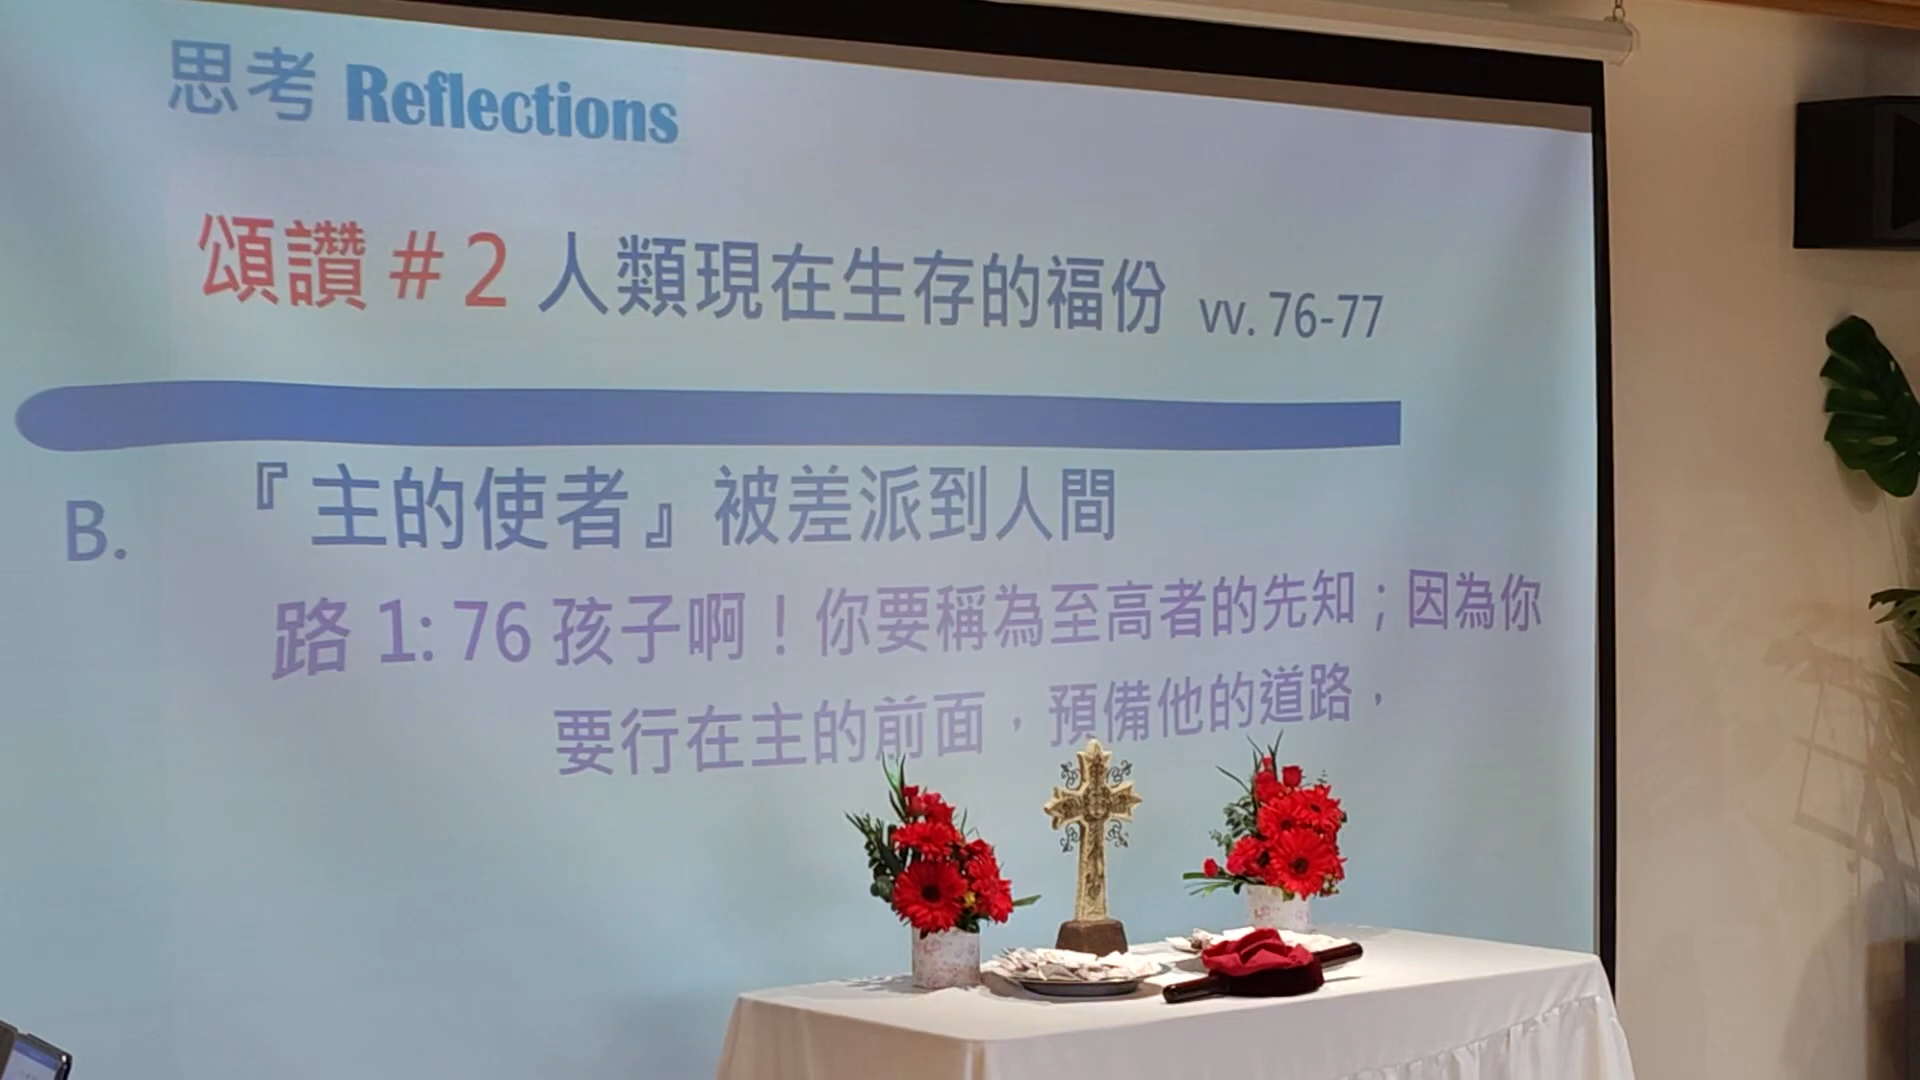 思考 Reflections
頌讚 # 2 人類現在生存的福份 vv. 76-77
B. 『主的使者』被差派到人間
路 1: 76 孩子啊！你要稱為至高者的先知；因為你
要行在主的前面，預備他的道路，